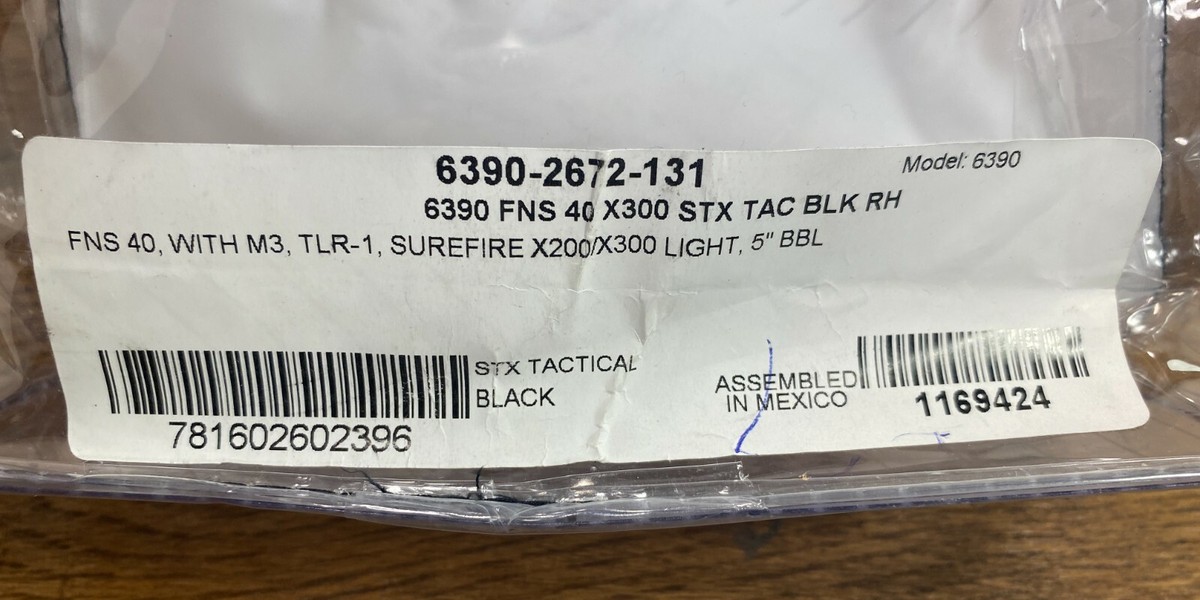 6390-2672-131
Model: 6390
6390 FNS 40 X300 STX TAC BLK RH
FNS 40, WITH M3, TLR-1, SUREFIRE X200/X300 LIGHT, 5" BBL
STX TACTICAL
BLACK
781602602396
ASSEMBLED
IN MEXICO
1169424